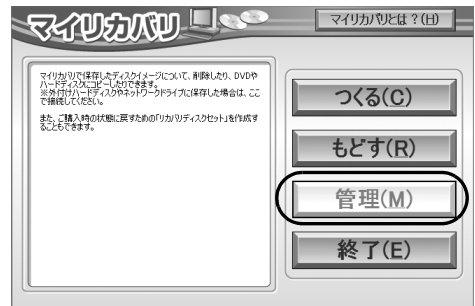 マイリカバリ
マイリカバリとは？(H)
マイリカバリで保存したディスクイメージについて、削除したり、DVDや
ハードディスクにコピーしたりできます。
※外付けハードディスクやネットワークドライブに保存した場合は、ここ
で接続してください。
また、ご購入時の状態に戻すための「リカバリディスクセット」を作成す
ることもできます。
つくる(C)
もどす(R)
管理(M)
終了(E)